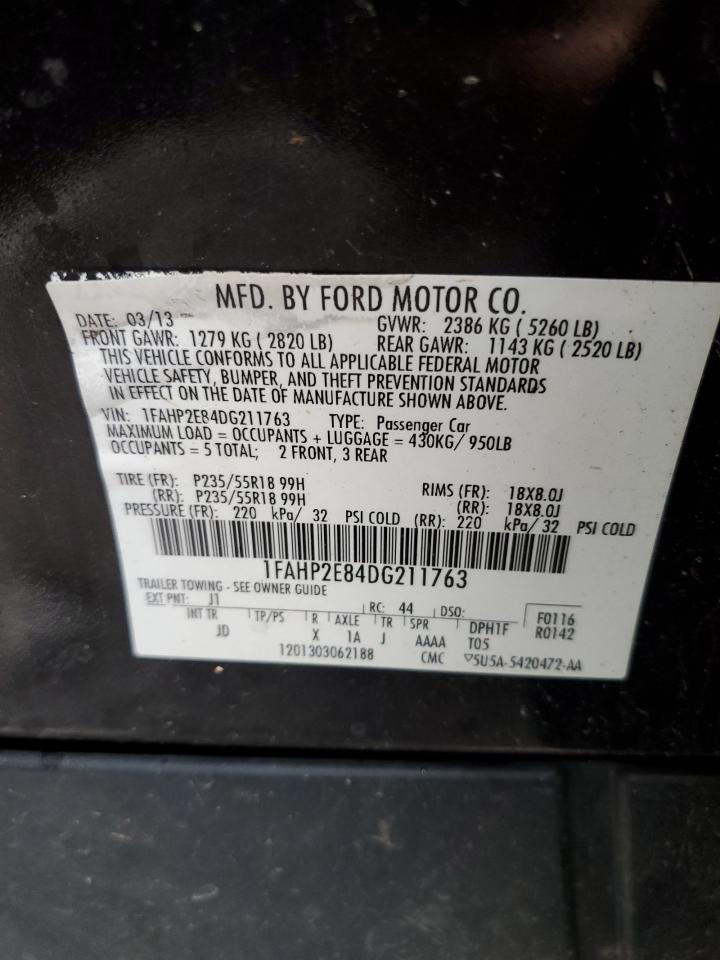 MFD. BY FORD MOTOR CO.
DATE: 03/13 GVWR: 2386 KG ( 5260 LB)
FRONT GAWR: 1279 KG ( 2820 LB) REAR GAWR: 1143 KG ( 2520 LB)
THIS VEHICLE CONFORMS TO ALL APPLICABLE FEDERAL MOTOR
VEHICLE SAFETY, BUMPER, AND THEFT PREVENTION STANDARDS
IN EFFECT ON THE DATE OF MANUFACTURE SHOWN ABOVE.
VIN: 1FAHP2E84DG211763 TYPE: Passenger Car
MAXIMUM LOAD = OCCUPANTS + LUGGAGE = 430KG/ 950LB
OCCUPANTS = 5 TOTAL; 2 FRONT, 3 REAR
TIRE (FR): P235/55R18 99H RIMS (FR): 18X8.0J
(RR): P235/55R18 99H (RR): 18X8.0J
PRESSURE (FR): 220 kPa/ 32 PSI COLD (RR): 220 kPa/ 32 PSI COLD
1FAHP2E84DG211763
TRAILER TOWING - SEE OWNER GUIDE
EXT PNT: J1 RC: 44 DSO: F0116
INT TR TP/PS R AXLE TR SPR DPH1F R0142
JD X 1A J AAAA T05
1201303062188 CMC ▽5U5A-5420472-AA